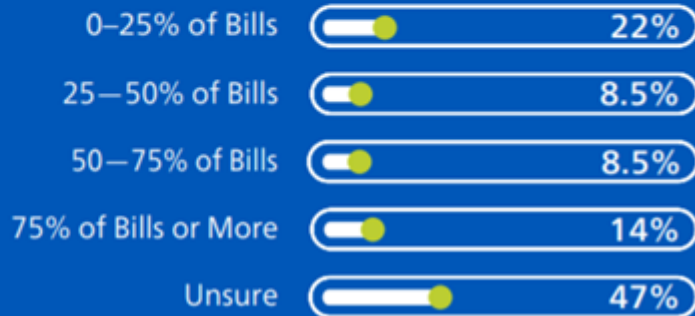 0–25% of Bills 22%
25—50% of Bills 8.5%
50—75% of Bills 8.5%
75% of Bills or More 14%
Unsure 47%